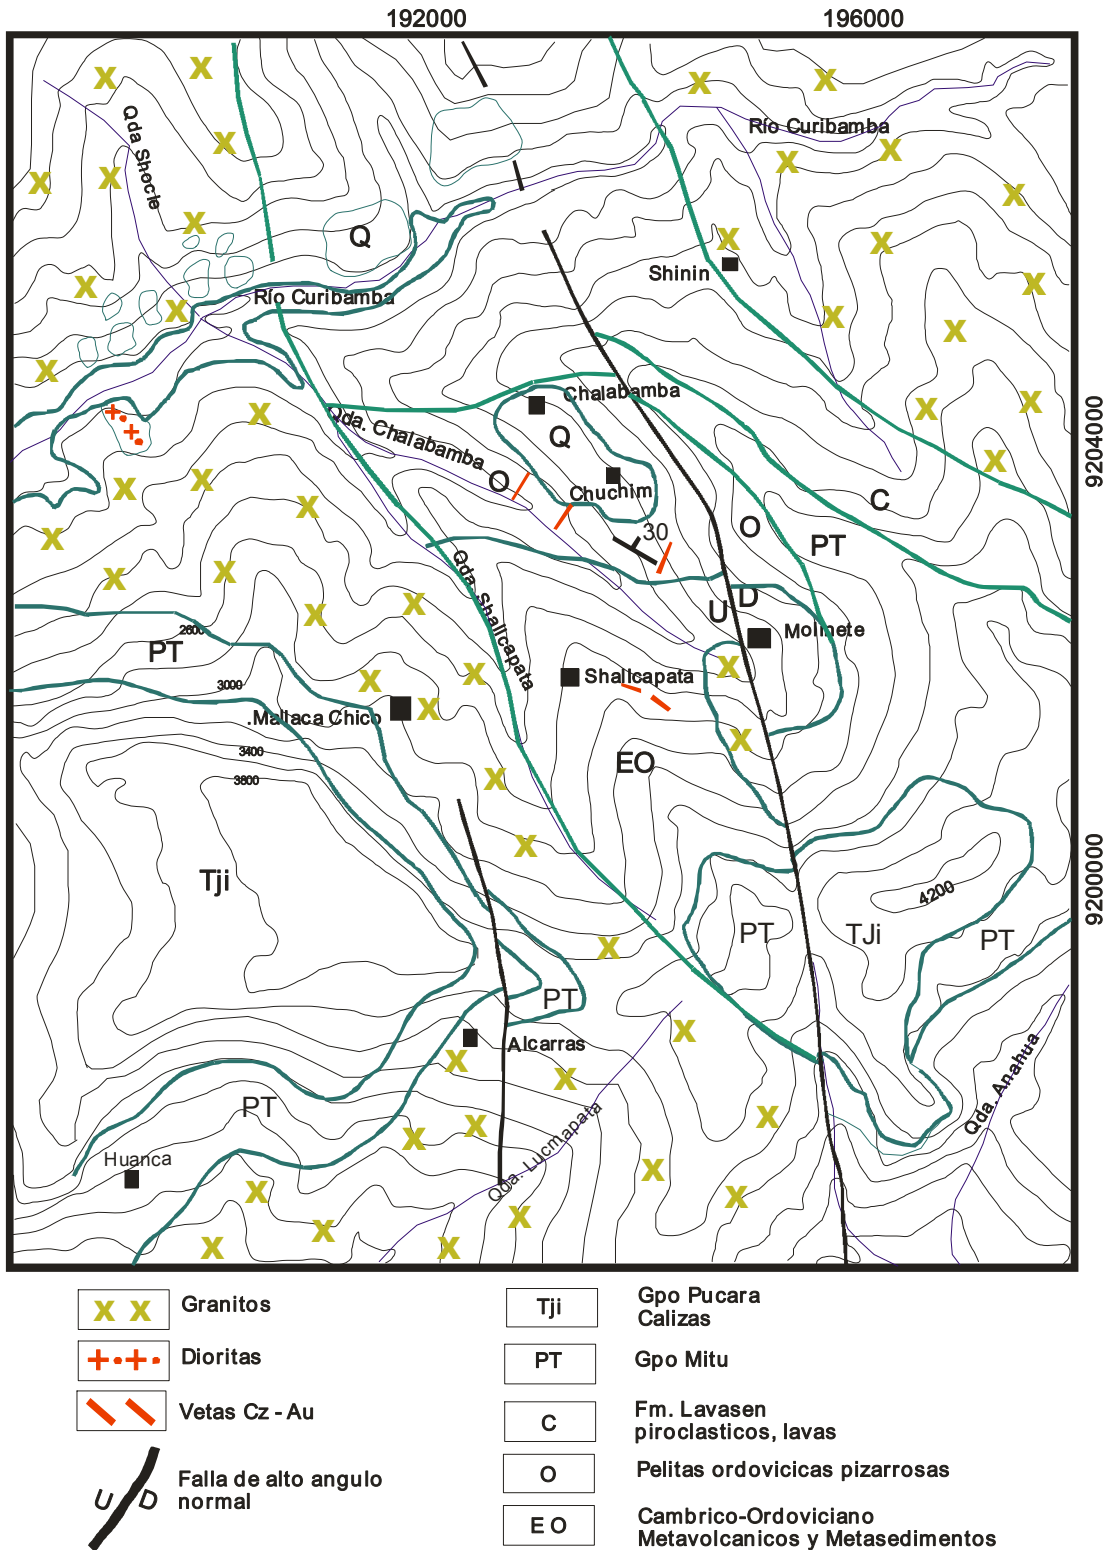 192000
196000
Qda Shocle
Río Curibamba
Q
Shinin
Río Curibamba
Chalabamba
9204000
Qda. Chalabamba
Q
O
Chuchim
C
30
O
PT
Qda. Shallcapata
U
D
Molinete
2600
PT
Shallcapata
3000
.Mallaca Chico
3400
EO
3800
Tji
4200
9200000
PT
TJi
PT
PT
Alcarras
Qda. Anahua
PT
Qda. Lucmapata
Huanca
Granitos
Tji
Gpo Pucara
Calizas
Dioritas
PT
Gpo Mitu
Vetas Cz - Au
C
Fm. Lavasen
piroclasticos, lavas
U
D
Falla de alto angulo
normal
O
Pelitas ordovicicas pizarrosas
E O
Cambrico-Ordoviciano
Metavolcanicos y Metasedimentos